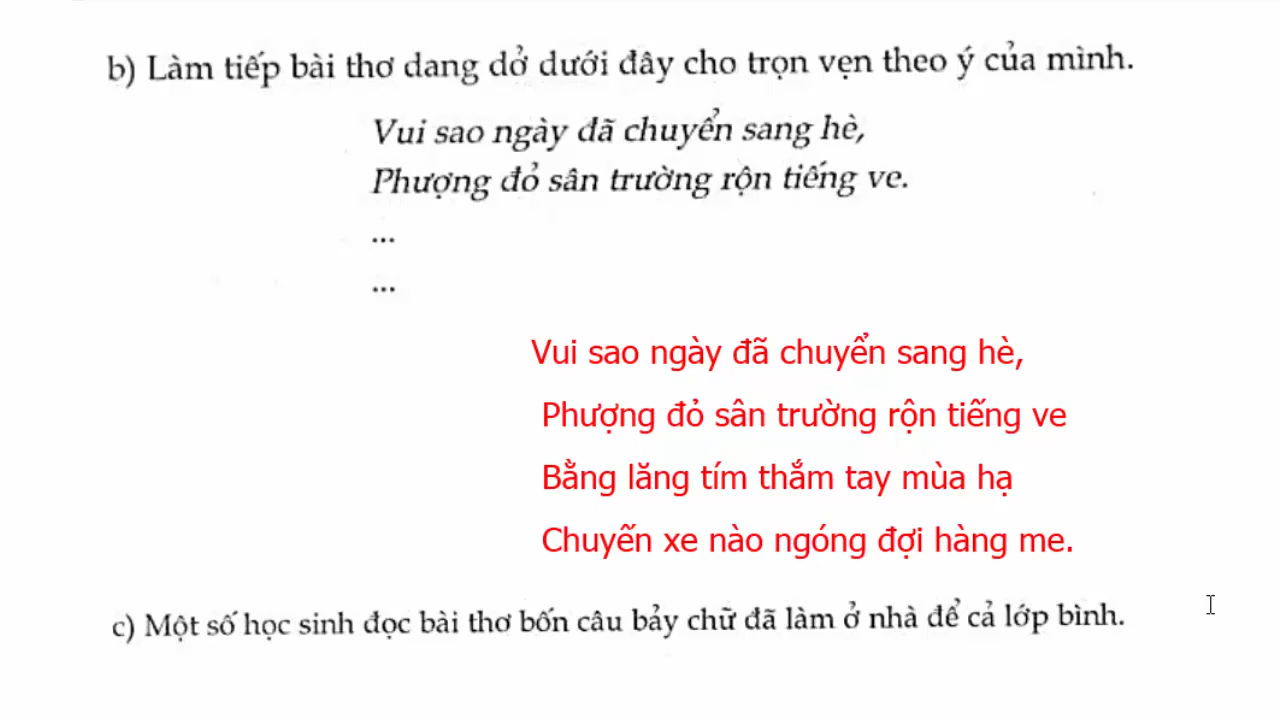 b) Làm tiếp bài thơ dang dở dưới đây cho trọn vẹn theo ý của mình.
Vui sao ngày đã chuyển sang hè,
Phượng đỏ sân trường rộn tiếng ve.
...
...
Vui sao ngày đã chuyển sang hè,
Phượng đỏ sân trường rộn tiếng ve
Bằng lăng tím thắm tay mùa hạ
Chuyến xe nào ngóng đợi hàng me.
c) Một số học sinh đọc bài thơ bốn câu bảy chữ đã làm ở nhà để cả lớp bình.